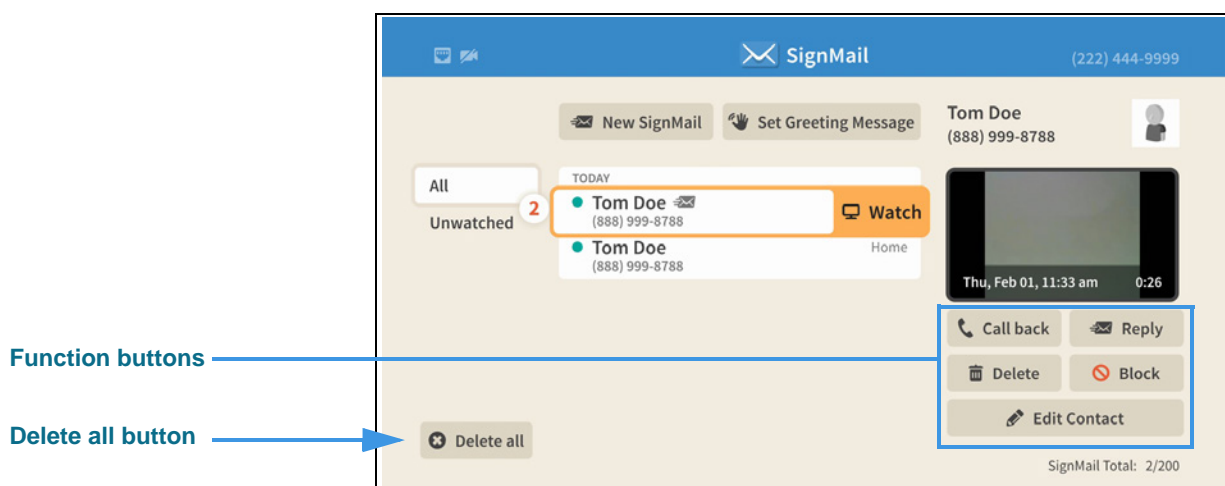 SignMail
(222) 444-9999
New SignMail
Set Greeting Message
Tom Doe
(888) 999-8788
All
Unwatched
2
TODAY
Tom Doe
(888) 999-8788
Watch
Tom Doe
(888) 999-8788
Home
Thu, Feb 01, 11:33 am
0:26
Function buttons
Call back
Reply
Delete
Block
Edit Contact
Delete all button
Delete all
SignMail Total: 2/200